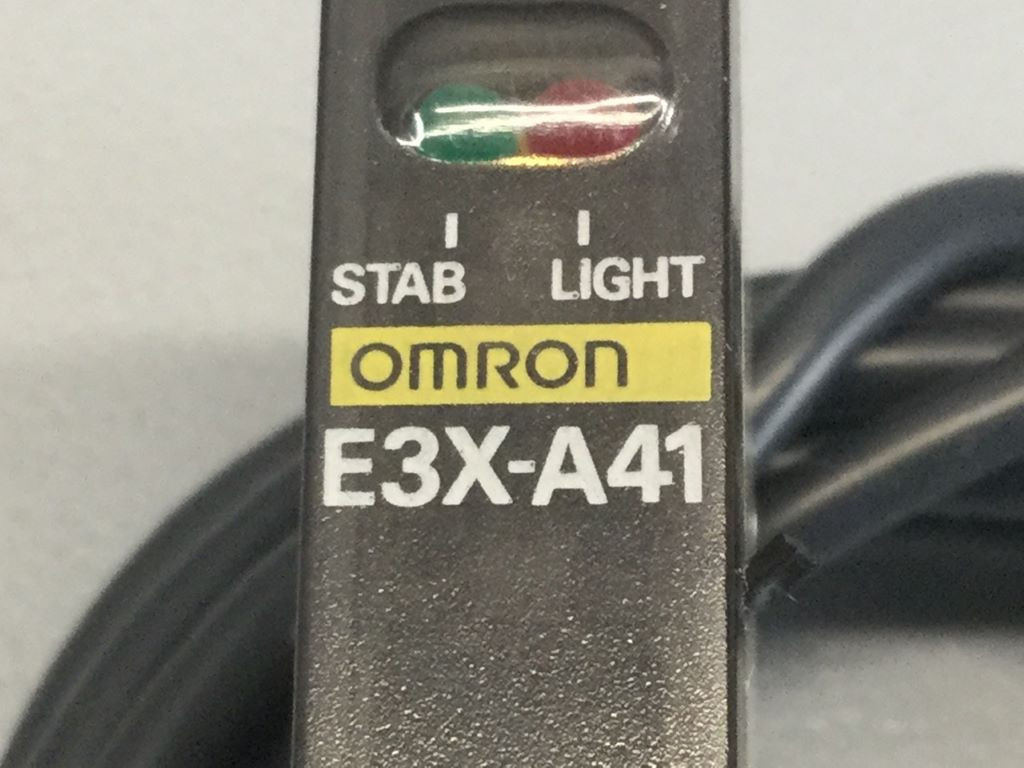 STAB LIGHT
OMRON
E3X-A41